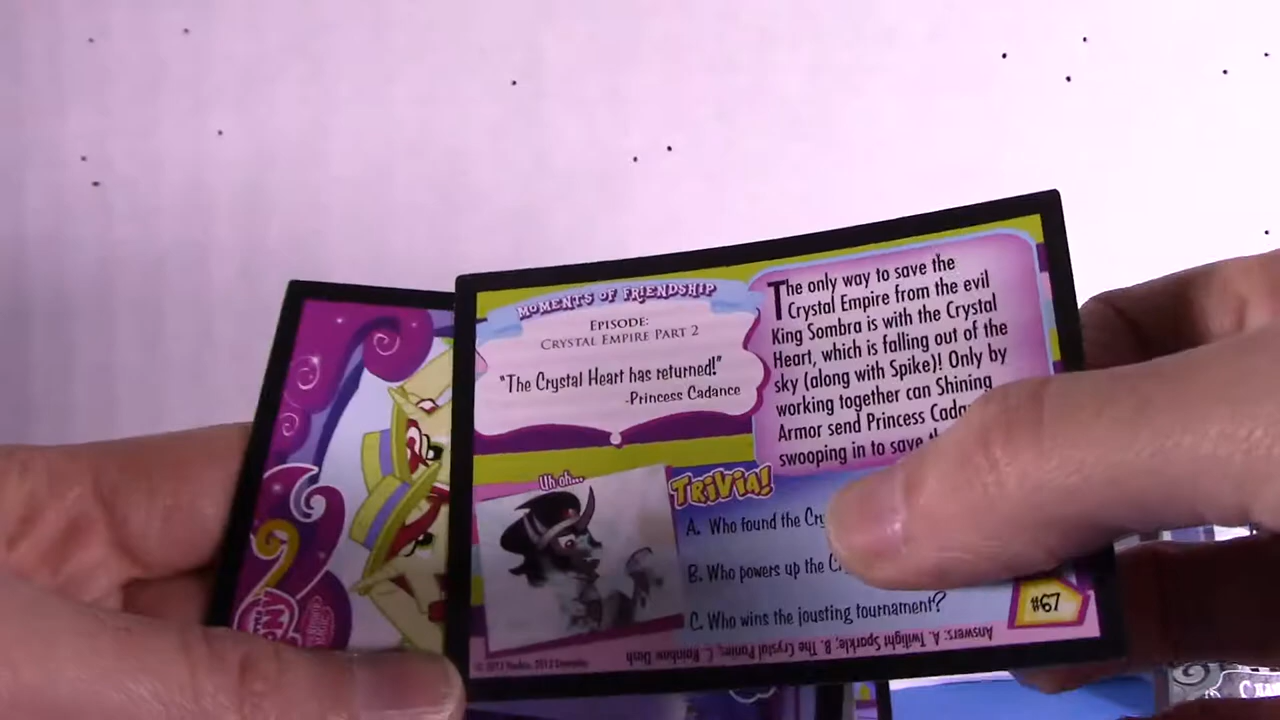 MOMENTS OF FRIENDSHIP
EPISODE:
CRYSTAL EMPIRE PART 2
"The Crystal Heart has returned!"
-Princess Cadance
The only way to save the
Crystal Empire from the evil
King Sombra is with the Crystal
Heart, which is falling out of the
sky (along with Spike)! Only by
working together can Shining
Armor send Princess
swooping in to save
Uh oh...
TRiViA!
A. Who found the
B. Who powers up the
C. Who wins the jousting tournament?
#67
Answers: A. Twilight Sparkle; B. The Crystal Ponies; C. Rainbow Dash